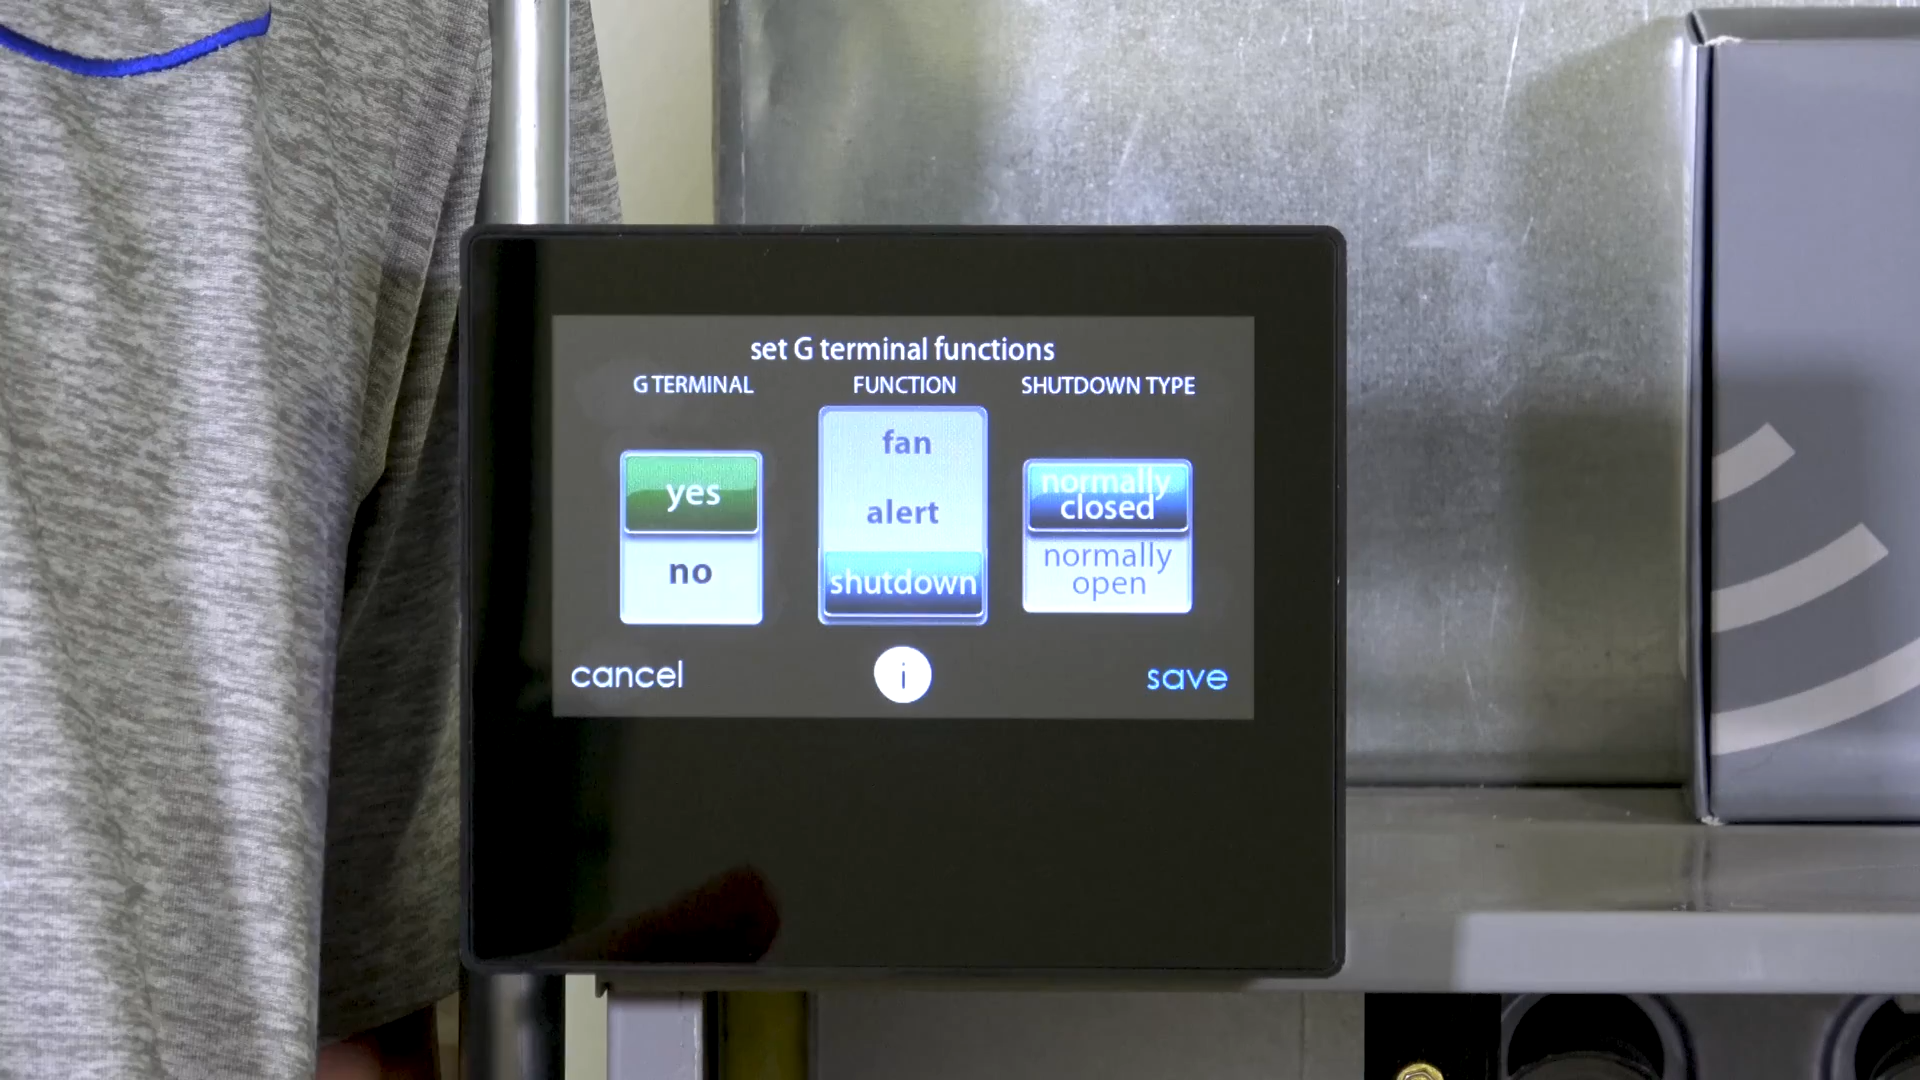 set G terminal functions
G TERMINAL
FUNCTION
SHUTDOWN TYPE
yes
no
fan
alert
shutdown
normally
closed
normally
open
cancel
i
save